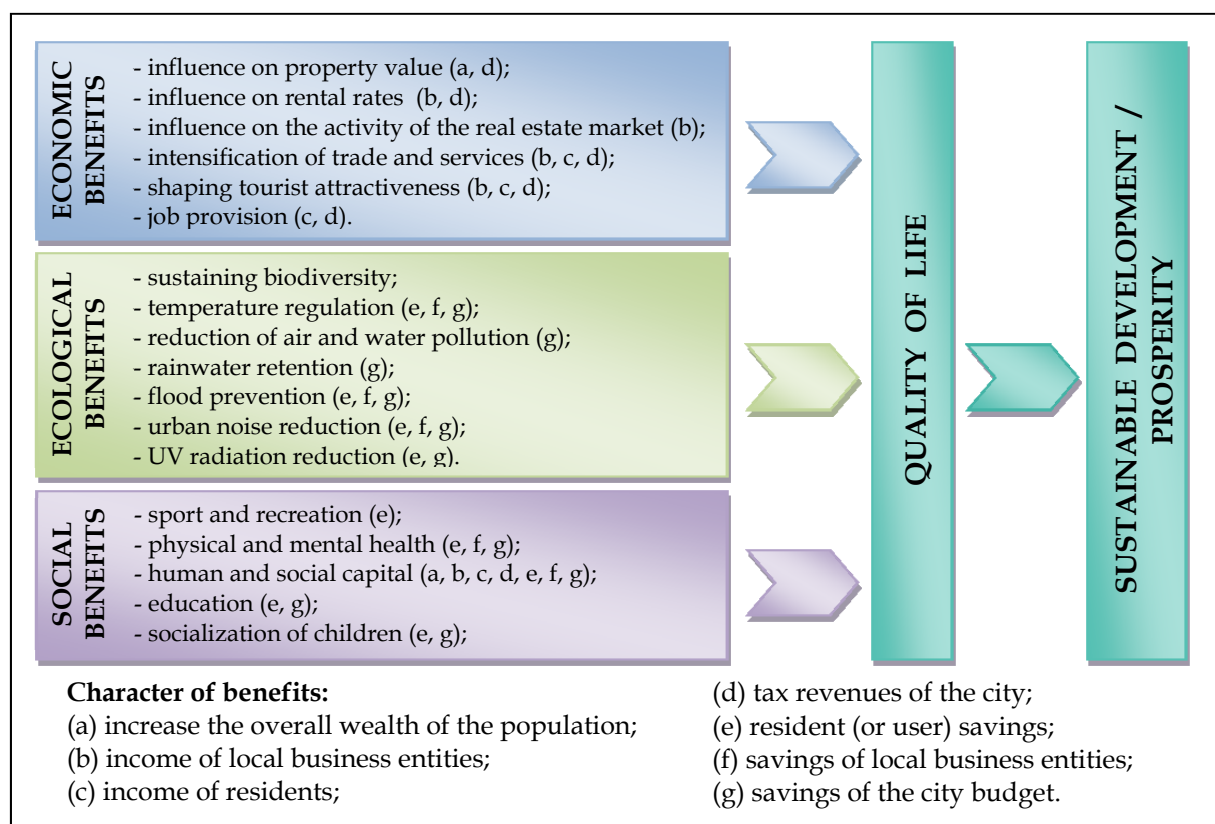 ECONOMIC
BENEFITS
- influence on property value (a, d);
- influence on rental rates (b, d);
- influence on the activity of the real estate market (b);
- intensification of trade and services (b, c, d);
- shaping tourist attractiveness (b, c, d);
- job provision (c, d).
ECOLOGICAL
BENEFITS
- sustaining biodiversity;
- temperature regulation (e, f, g);
- reduction of air and water pollution (g);
- rainwater retention (g);
- flood prevention (e, f, g);
- urban noise reduction (e, f, g);
- UV radiation reduction (e, g).
SOCIAL
BENEFITS
- sport and recreation (e);
- physical and mental health (e, f, g);
- human and social capital (a, b, c, d, e, f, g);
- education (e, g);
- socialization of children (e, g);
QUALITY OF LIFE
SUSTAINABLE DEVELOPMENT /
PROSPERITY
Character of benefits:
(a) increase the overall wealth of the population;
(b) income of local business entities;
(c) income of residents;
(d) tax revenues of the city;
(e) resident (or user) savings;
(f) savings of local business entities;
(g) savings of the city budget.